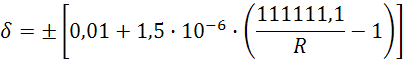 δ = ± [0,01 + 1,5 · 10⁻⁶ · (111111,1 / R − 1)]